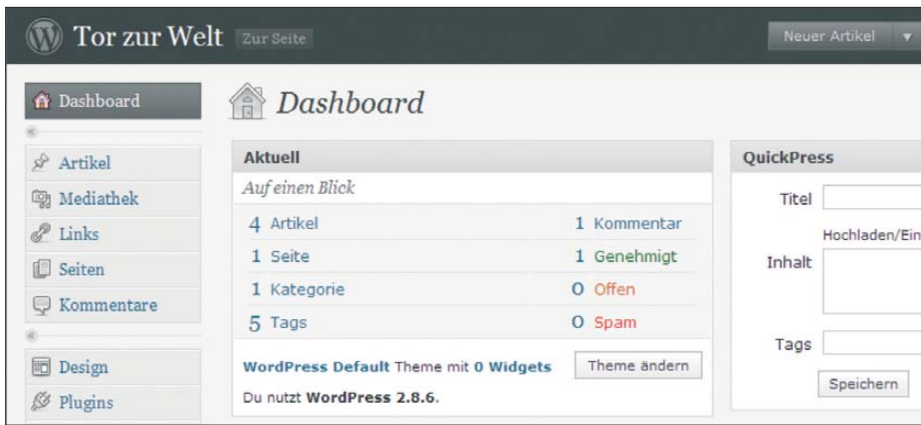 Tor zur Welt Zur Seite Neuer Artikel
Dashboard
Artikel
Mediathek
Links
Seiten
Kommentare
Design
Plugins
Dashboard
Aktuell
Auf einen Blick
4 Artikel 1 Kommentar
1 Seite 1 Genehmigt
1 Kategorie 0 Offen
5 Tags 0 Spam
WordPress Default Theme mit 0 Widgets Theme ändern
Du nutzt WordPress 2.8.6.
QuickPress
Titel
Hochladen/Ein
Inhalt
Tags
Speichern